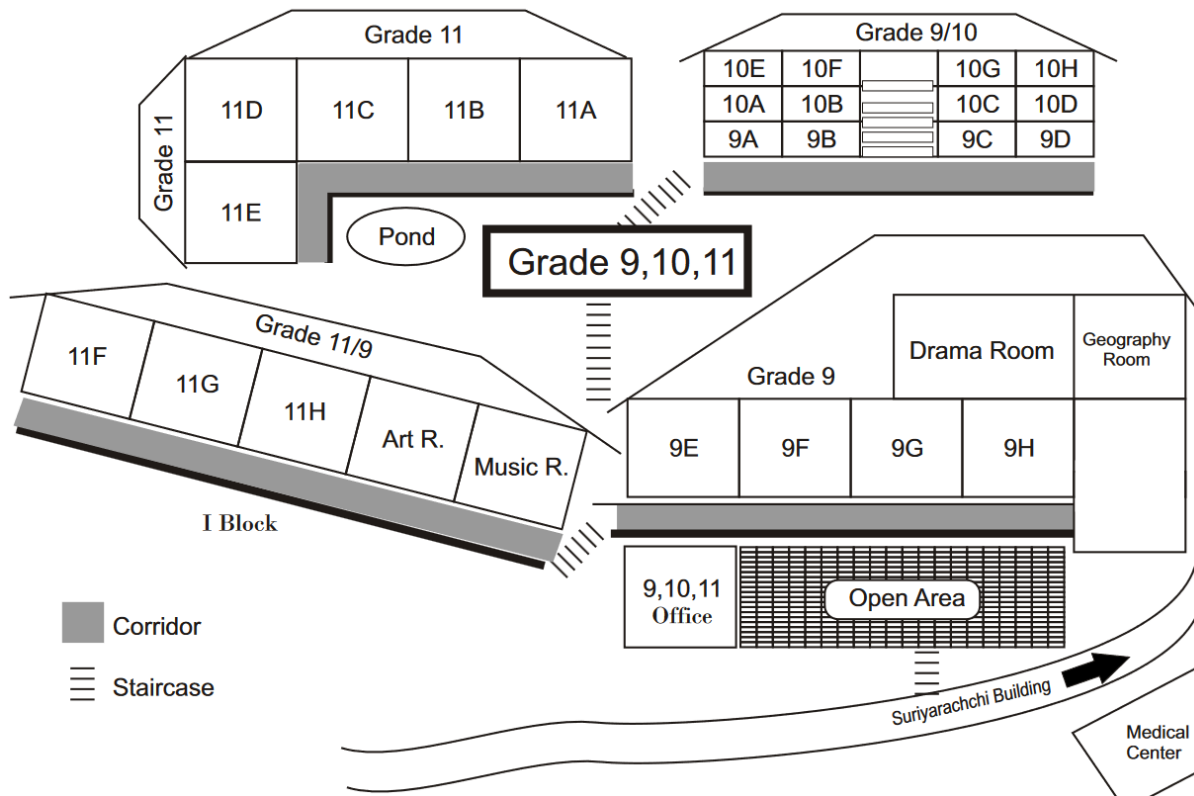 Grade 11
11D
11C
11B
11A
Grade 11
11E
Pond
Grade 9/10
10E 10F 10G 10H
10A 10B 10C 10D
9A 9B 9C 9D
Grade 9,10,11
Grade 11/9
11F
11G
11H
Art R.
Music R.
I Block
Grade 9
Drama Room
Geography
Room
9E
9F
9G
9H
9,10,11
Office
Open Area
Corridor
Staircase
Suriyarachchi Building
Medical
Center